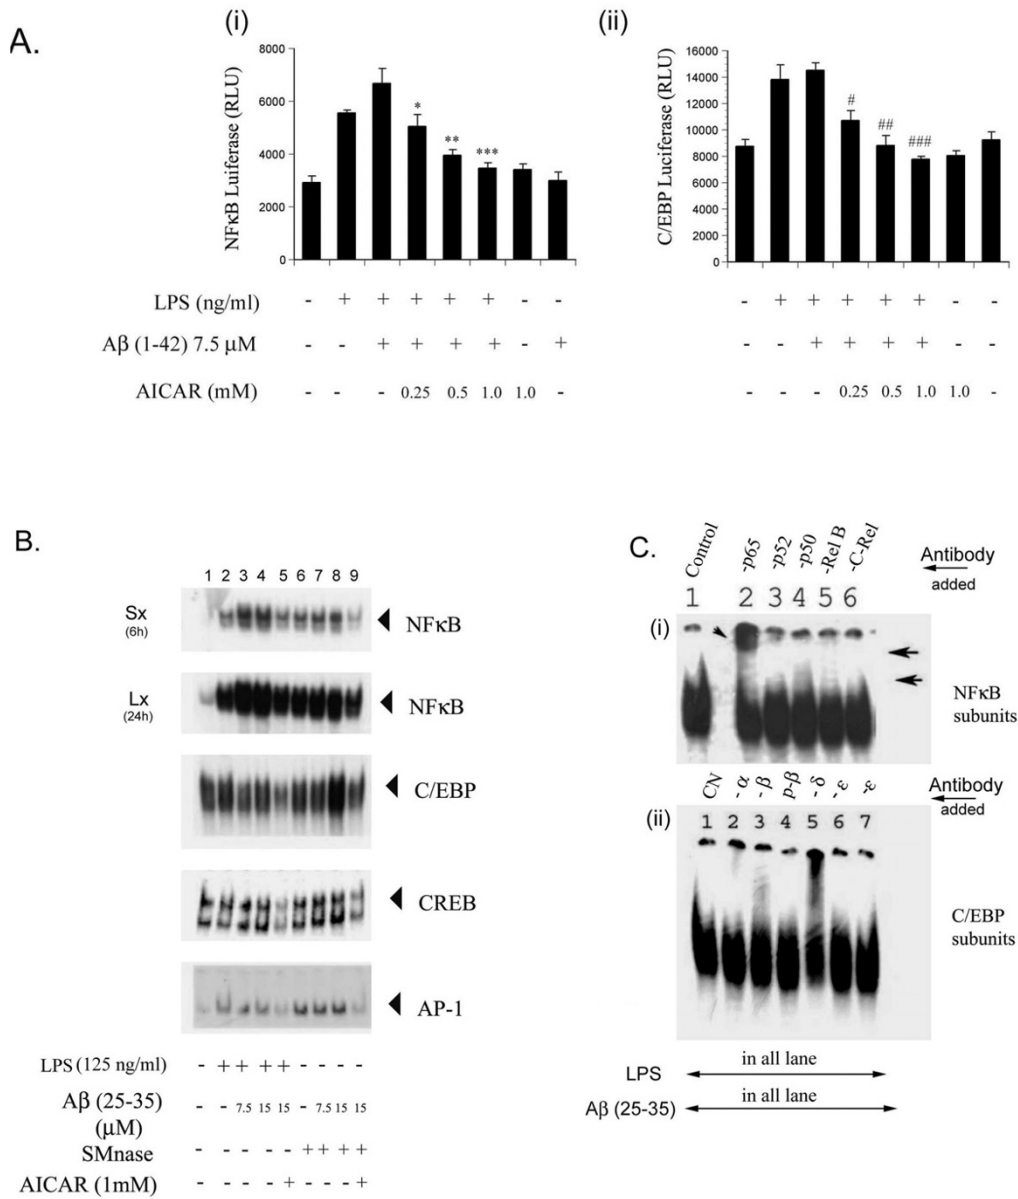 A.
(i)
(ii)
NFκB Luiferase (RLU)
8000
6000
4000
2000
0
*
**
***
C/EBP Luciferase (RLU)
16000
14000
12000
10000
8000
6000
4000
2000
0
#
##
###
LPS (ng/ml) - + + + + + - - - + + + + + - -
Aβ (1-42) 7.5 μM - - + + + + - + - - + + + + - -
AICAR (mM) - - - 0.25 0.5 1.0 1.0 - - - - 0.25 0.5 1.0 1.0 -
B.
1 2 3 4 5 6 7 8 9
Sx
(6h)
NFκB
Lx
(24h)
NFκB
C/EBP
CREB
AP-1
LPS (125 ng/ml) - + + + + - - - -
Aβ (25-35) - - 7.5 15 15 - 7.5 15 15
(μM)
SMnase - - - - - + + + +
AICAR (1mM) - - - - + - - - +
C.
Control -p65 -p52 -p50 -Rel B -C-Rel
Antibody
added
1 2 3 4 5 6
(i)
NFκB
subunits
CN -α -β p-β -δ -ε -ε
Antibody
added
(ii)
1 2 3 4 5 6 7
C/EBP
subunits
LPS in all lane
Aβ (25-35) in all lane